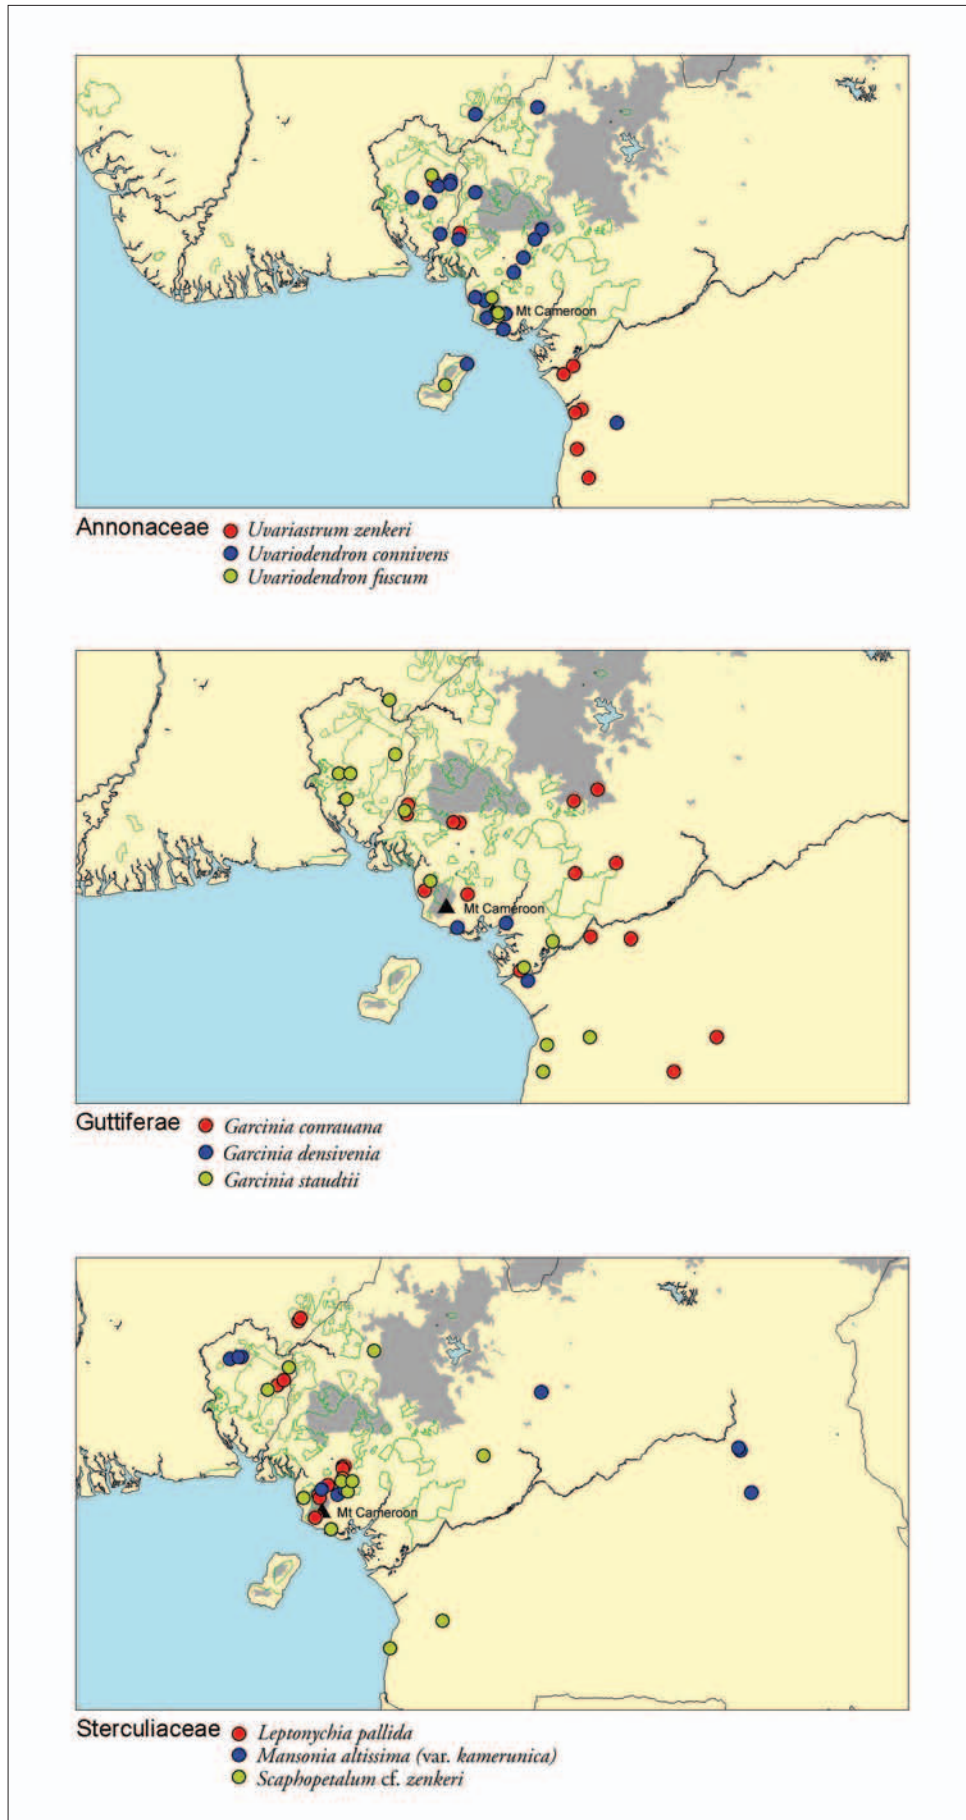 Mt Cameroon
Annonaceae
Uvariastrum zenkeri
Uvariodendron connivens
Uvariodendron fuscum
Mt Cameroon
Guttiferae
Garcinia conrauana
Garcinia densivenia
Garcinia staudtii
Mt Cameroon
Sterculiaceae
Leptonychia pallida
Mansonia altissima (var. kamerunica)
Scaphopetalum cf. zenkeri